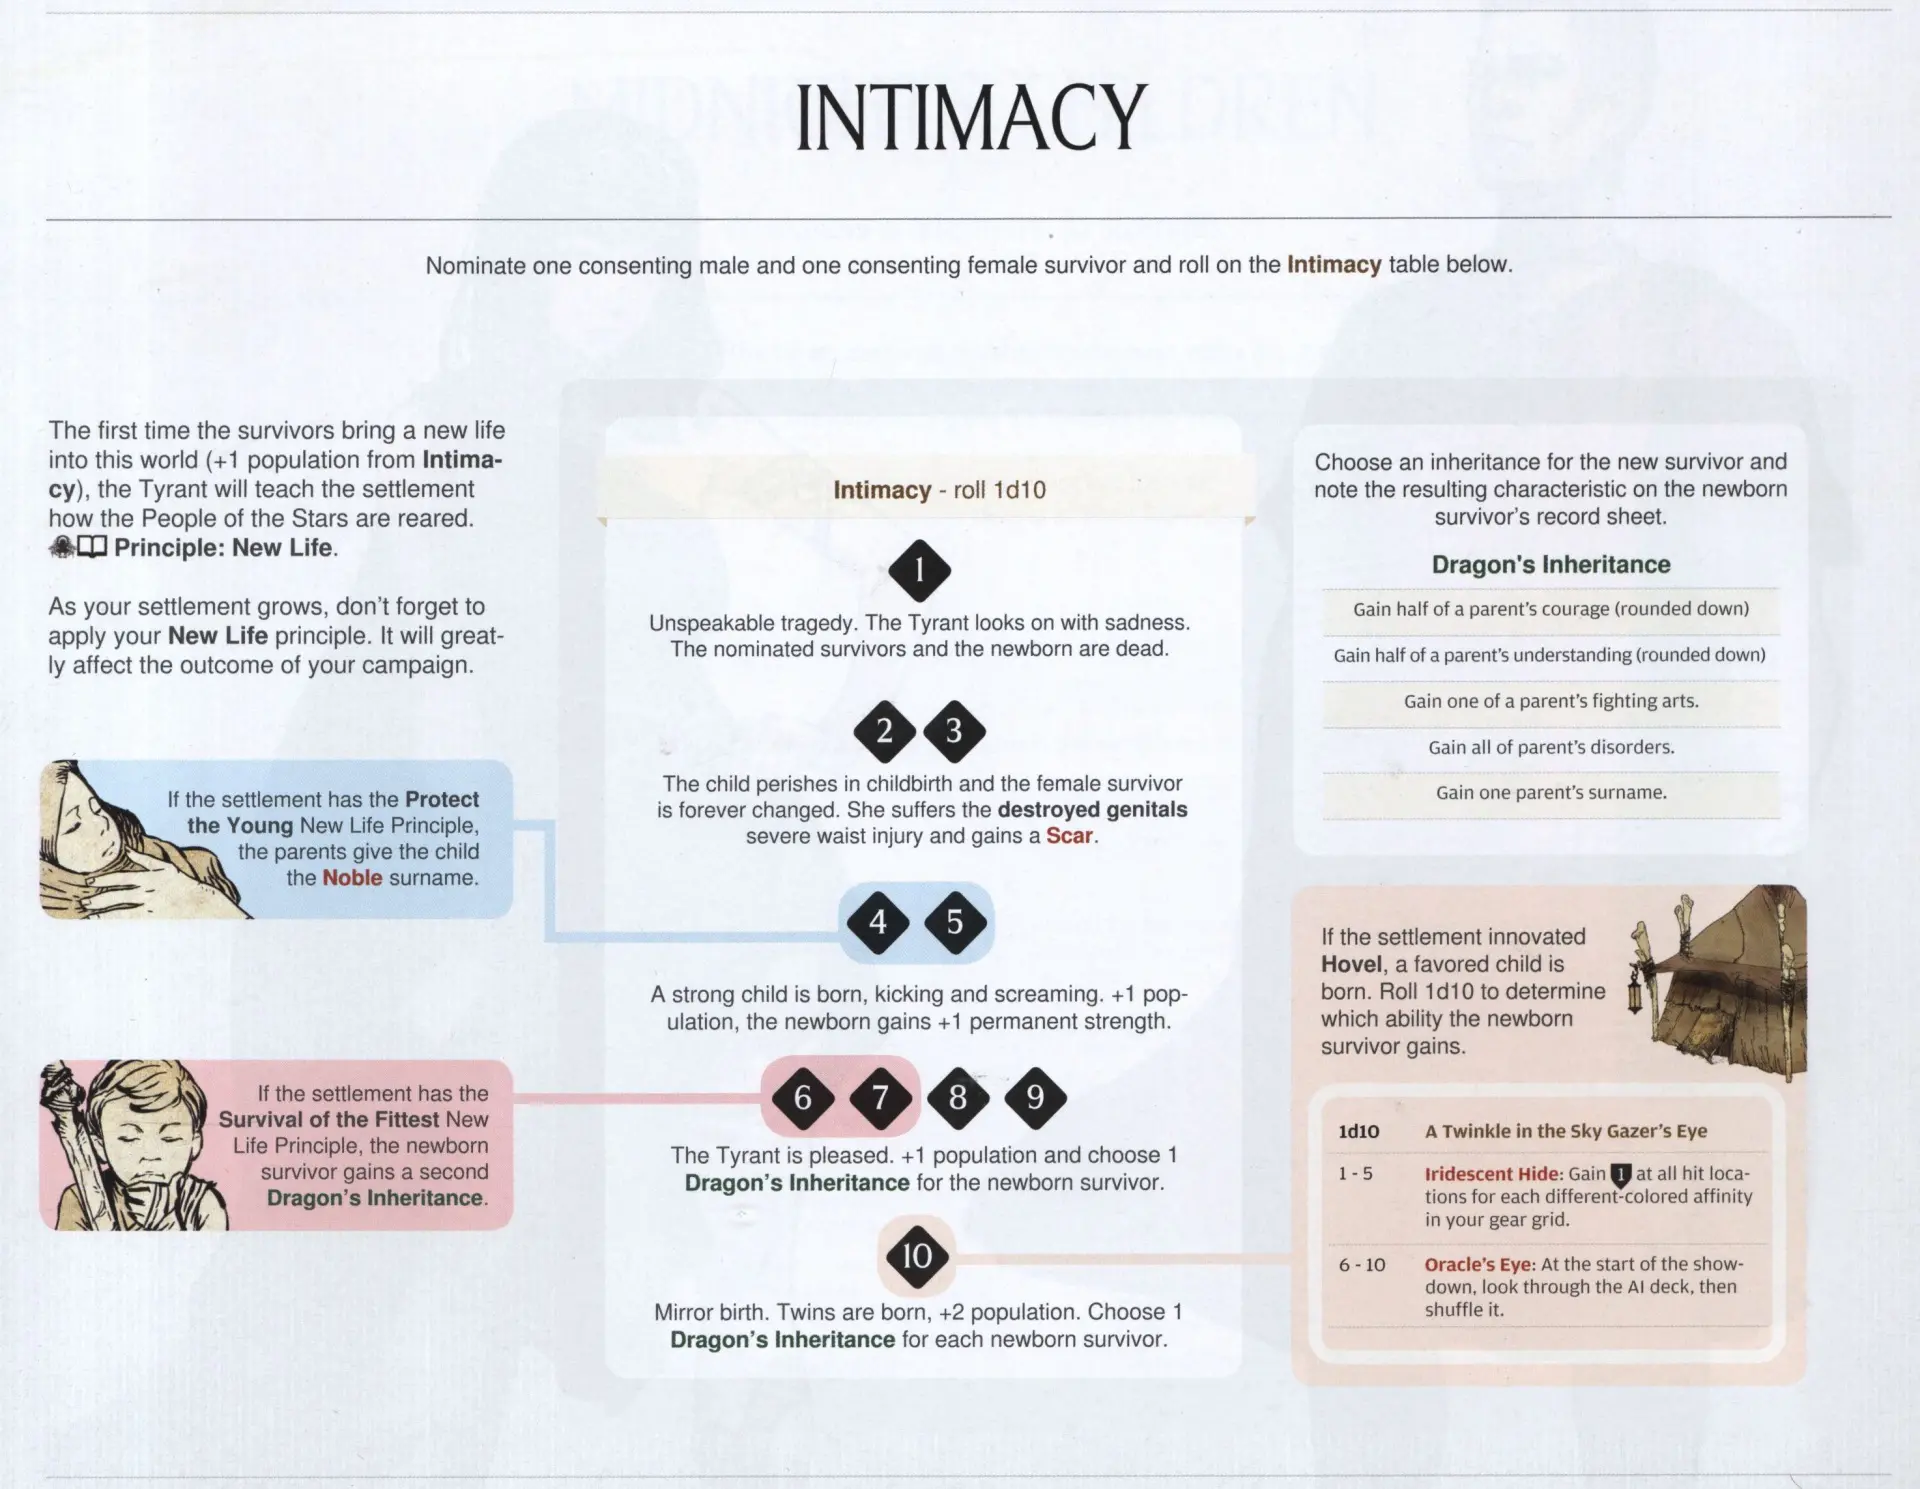 INTIMACY
Nominate one consenting male and one consenting female survivor and roll on the Intimacy table below.
The first time the survivors bring a new life
into this world (+1 population from Intima-
cy), the Tyrant will teach the settlement
how the People of the Stars are reared.
Principle: New Life.
As your settlement grows, don't forget to
apply your New Life principle. It will great-
ly affect the outcome of your campaign.
If the settlement has the Protect
the Young New Life Principle,
the parents give the child
the Noble surname.
If the settlement has the
Survival of the Fittest New
Life Principle, the newborn
survivor gains a second
Dragon's Inheritance.
Intimacy - roll 1d10
1
Unspeakable tragedy. The Tyrant looks on with sadness.
The nominated survivors and the newborn are dead.
2 3
The child perishes in childbirth and the female survivor
is forever changed. She suffers the destroyed genitals
severe waist injury and gains a Scar.
4 5
A strong child is born, kicking and screaming. +1 pop-
ulation, the newborn gains +1 permanent strength.
6 7 8 9
The Tyrant is pleased. +1 population and choose 1
Dragon's Inheritance for the newborn survivor.
10
Mirror birth. Twins are born, +2 population. Choose 1
Dragon's Inheritance for each newborn survivor.
Choose an inheritance for the new survivor and
note the resulting characteristic on the newborn
survivor's record sheet.
Dragon's Inheritance
Gain half of a parent's courage (rounded down)
Gain half of a parent's understanding (rounded down)
Gain one of a parent's fighting arts.
Gain all of parent's disorders.
Gain one parent's surname.
If the settlement innovated
Hovel, a favored child is
born. Roll 1d10 to determine
which ability the newborn
survivor gains.
1d10 A Twinkle in the Sky Gazer's Eye
1 - 5 Iridescent Hide: Gain 1 at all hit loca-
tions for each different-colored affinity
in your gear grid.
6 - 10 Oracle's Eye: At the start of the show-
down, look through the AI deck, then
shuffle it.